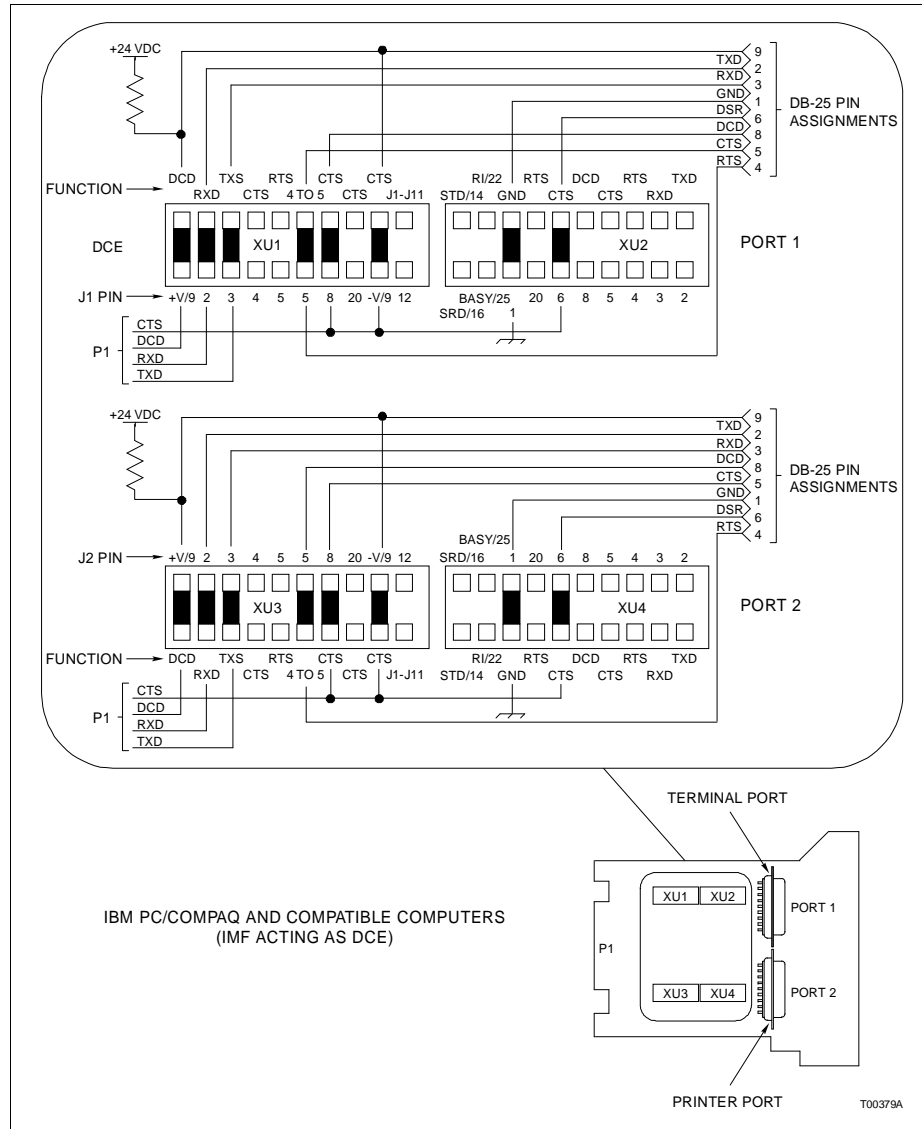 +24 VDC
9
TXD
2
RXD
3
GND
1
DSR
6
DCD
8
CTS
5
RTS
4
DB-25 PIN
ASSIGNMENTS
FUNCTION
DCD TXS RTS CTS CTS
RXD CTS 4 TO 5 CTS J1-J11
RI/22 RTS DCD RTS TXD
STD/14 GND CTS CTS RXD
DCE
XU1
XU2
PORT 1
J1 PIN
+V/9 2 3 4 5 5 8 20 -V/9 12
BASY/25 20 6 8 5 4 3 2
SRD/16 1
P1
CTS
DCD
RXD
TXD
+24 VDC
9
TXD
2
RXD
3
DCD
8
CTS
5
GND
1
DSR
6
RTS
4
DB-25 PIN
ASSIGNMENTS
J2 PIN
+V/9 2 3 4 5 5 8 20 -V/9 12
BASY/25
SRD/16 1 20 6 8 5 4 3 2
XU3
XU4
PORT 2
FUNCTION
DCD TXS RTS CTS CTS
RXD CTS 4 TO 5 CTS J1-J11
RI/22 RTS DCD RTS TXD
STD/14 GND CTS CTS RXD
P1
CTS
DCD
RXD
TXD
TERMINAL PORT
IBM PC/COMPAQ AND COMPATIBLE COMPUTERS
(IMF ACTING AS DCE)
P1
XU1 XU2
PORT 1
XU3 XU4
PORT 2
PRINTER PORT
T00379A